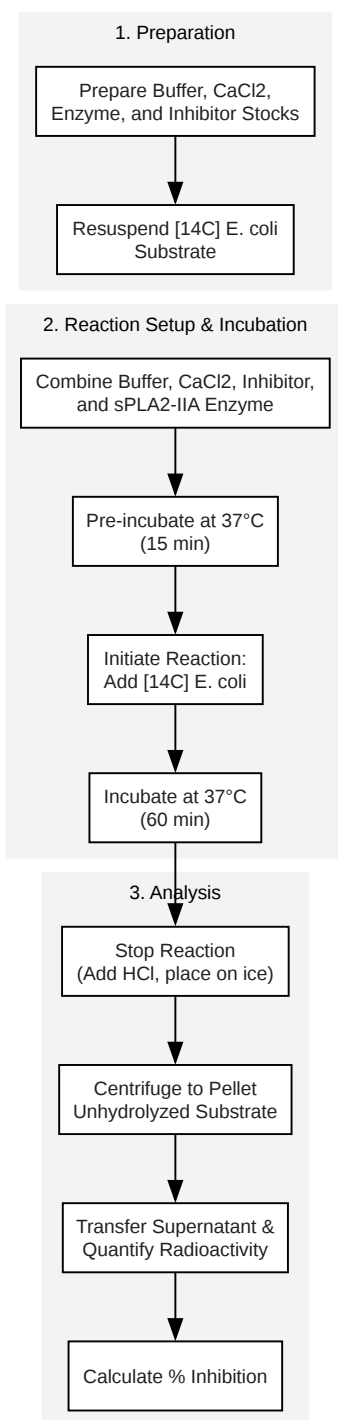 1. Preparation
Prepare Buffer, CaCl2,
Enzyme, and Inhibitor Stocks
Resuspend [14C] E. coli
Substrate
2. Reaction Setup & Incubation
Combine Buffer, CaCl2, Inhibitor,
and sPLA2-IIA Enzyme
Pre-incubate at 37°C
(15 min)
Initiate Reaction:
Add [14C] E. coli
Incubate at 37°C
(60 min)
3. Analysis
Stop Reaction
(Add HCl, place on ice)
Centrifuge to Pellet
Unhydrolyzed Substrate
Transfer Supernatant &
Quantify Radioactivity
Calculate % Inhibition